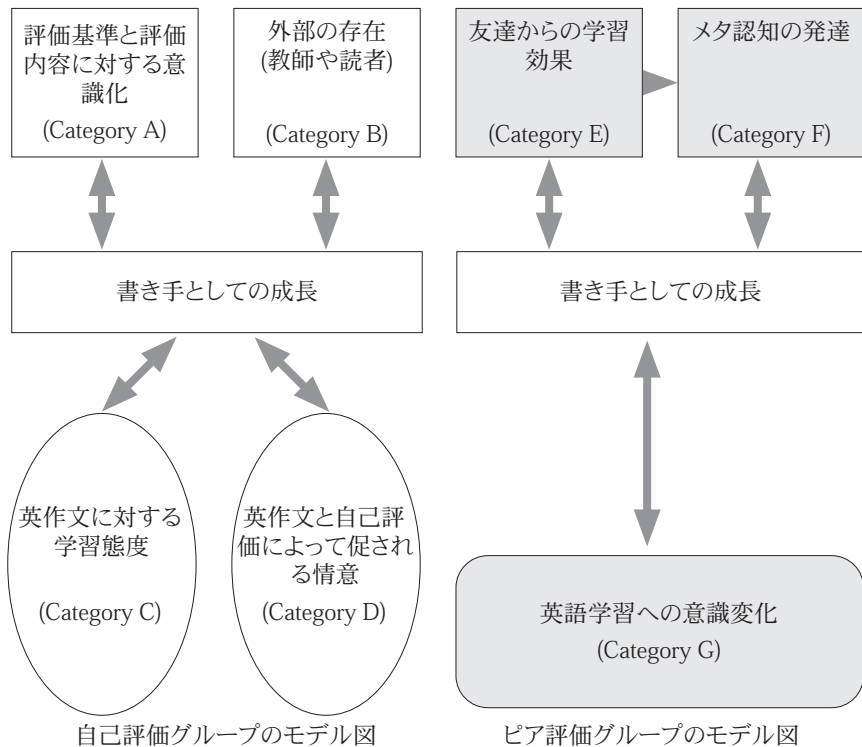 評価基準と評価
内容に対する意
識化
(Category A)
外部の存在
(教師や読者)
(Category B)
友達からの学習
効果
(Category E)
メタ認知の発達
(Category F)
書き手としての成長
書き手としての成長
英作文に対する
学習態度
(Category C)
英作文と自己評
価によって促され
る情意
(Category D)
英語学習への意識変化
(Category G)
自己評価グループのモデル図
ピア評価グループのモデル図